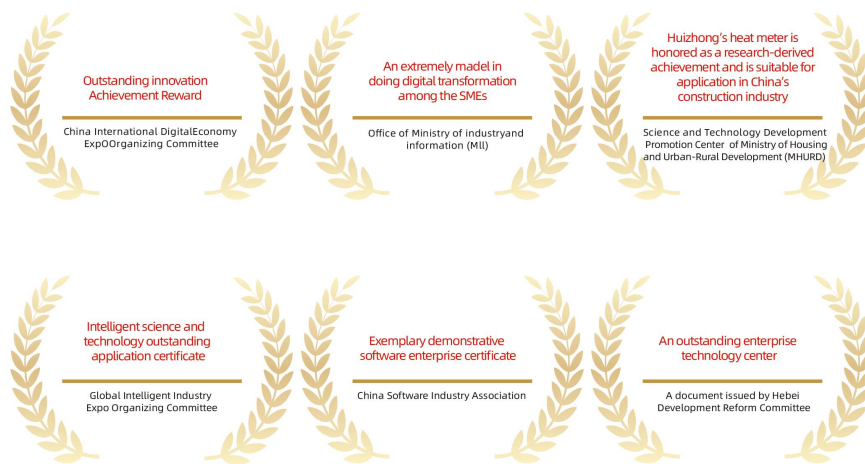 Outstanding innovation
Achievement Reward
China International DigitalEconomy
ExpOOrganizing Committee
An extremely madel in
doing digital transformation
among the SMEs
Office of Ministry of industryand
information (Mll)
Huizhong's heat meter is
honored as a research-derived
achievement and is suitable for
application in China's
construction industry
Science and Technology Development
Promotion Center of Ministry of Housing
and Urban-Rural Development (MHURD)
Intelligent science and
technology outstanding
application certificate
Global Intelligent Industry
Expo Organizing Committee
Exemplary demonstrative
software enterprise certificate
China Software Industry Association
An outstanding enterprise
technology center
A document issued by Hebei
Development Reform Committee